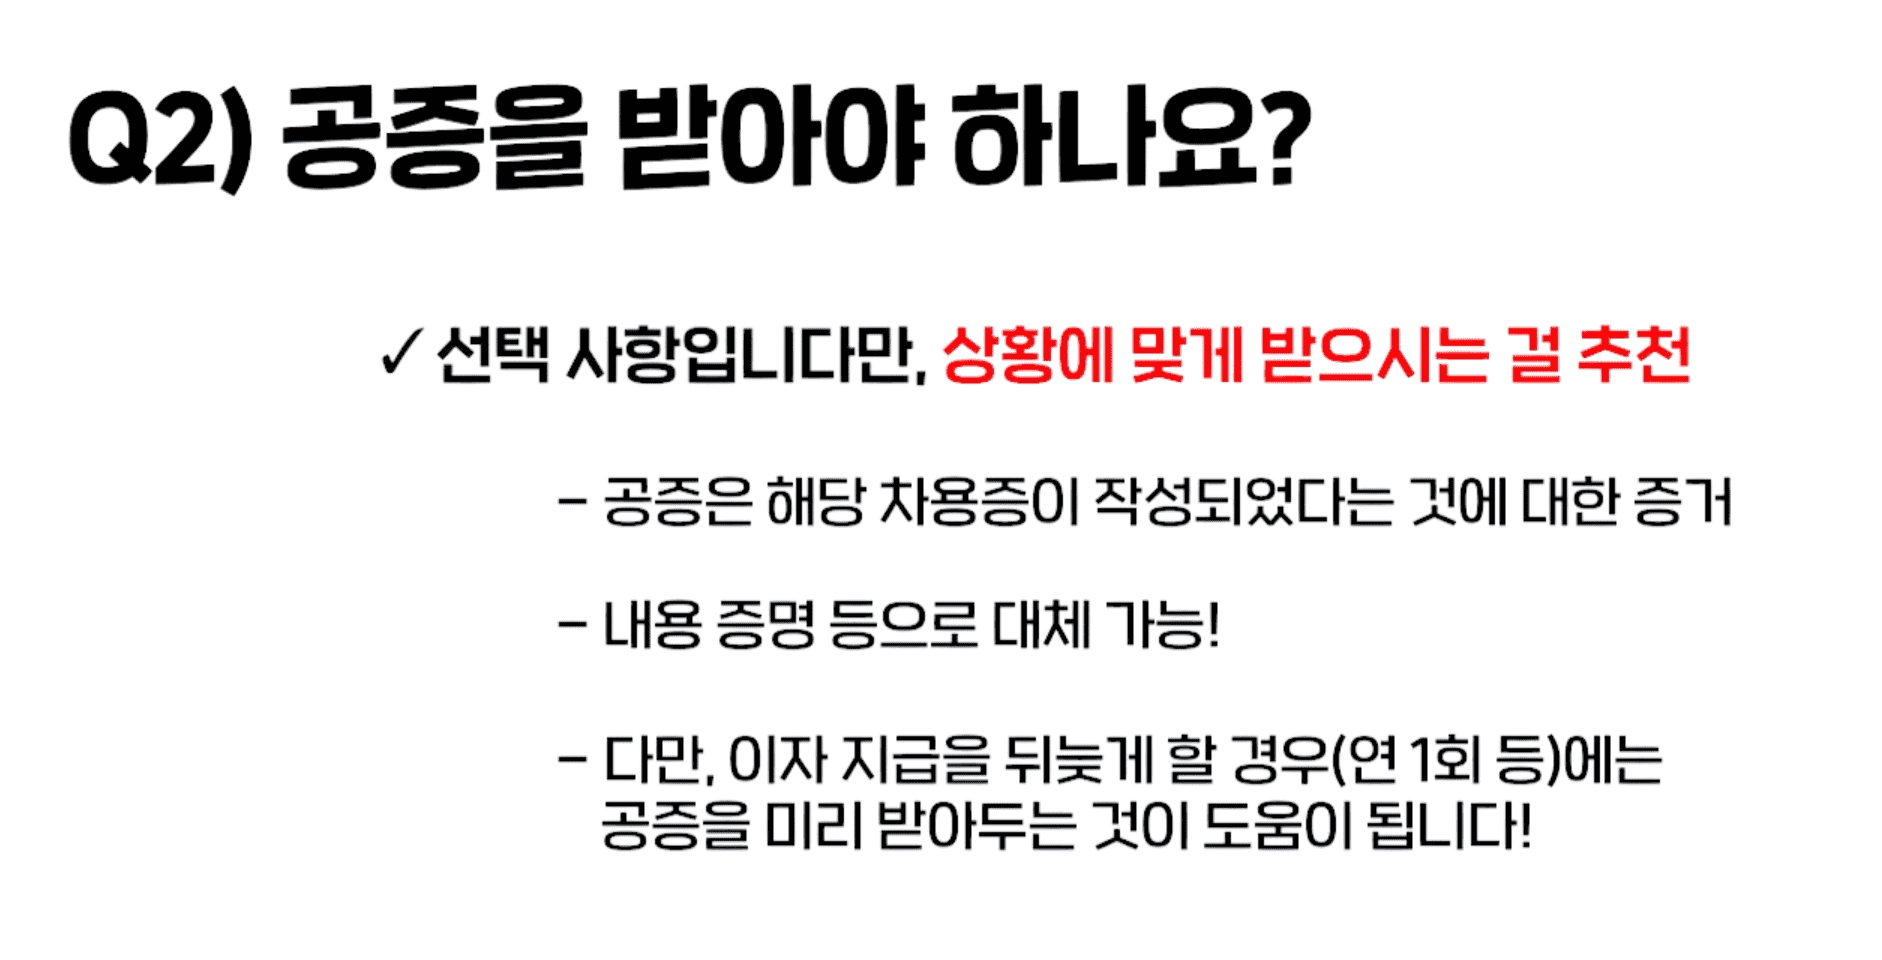 Q2) 공증을 받아야 하나요?
✓ 선택 사항입니다만, 상황에 맞게 받으시는 걸 추천
- 공증은 해당 차용증이 작성되었다는 것에 대한 증거
- 내용 증명 등으로 대체 가능!
- 다만, 이자 지급을 뒤늦게 할 경우(연 1회 등)에는
공증을 미리 받아두는 것이 도움이 됩니다!